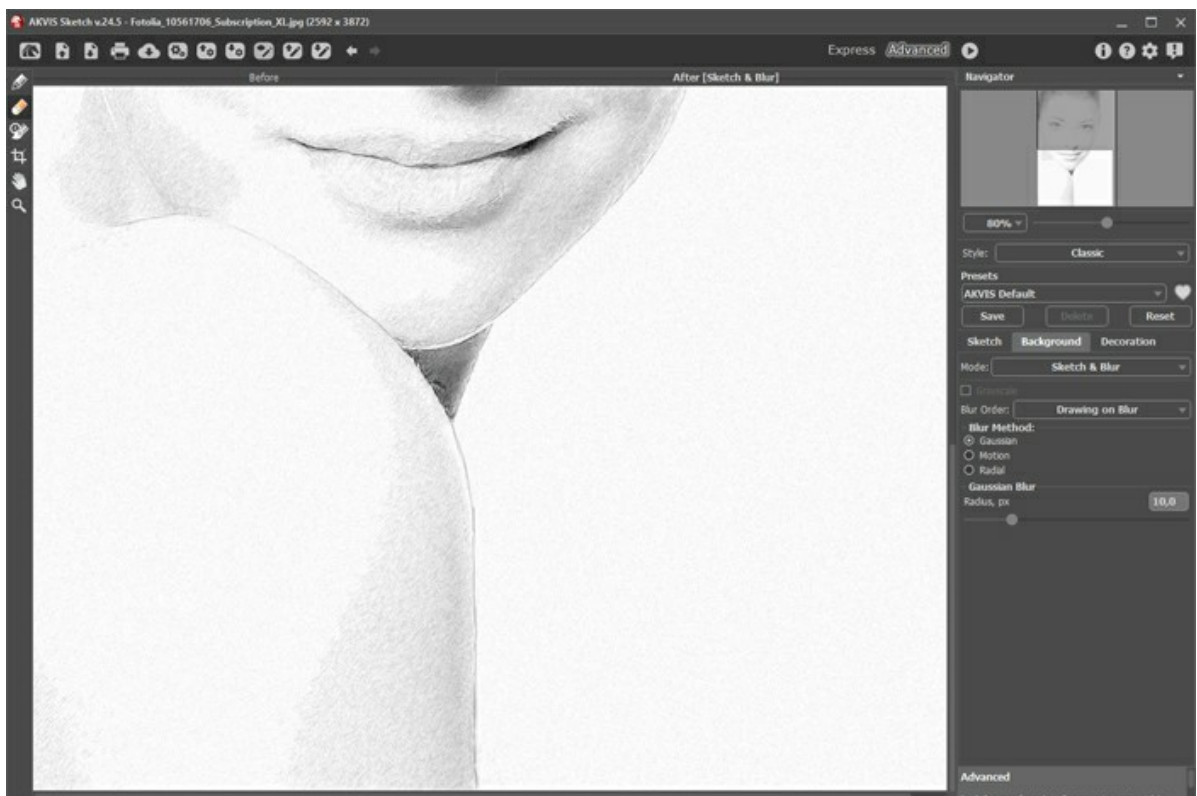 AKVIS Sketch v.24.5 - Fotolia_10561706_Subscription_XL.jpg (2592 x 3872)
Express Advanced
Before After [Sketch & Blur] Navigator
80%
Style: Classic
Presets
AKVIS Default
Save Delete Reset
Sketch Background Decoration
Mode: Sketch & Blur
Grayscale
Blur Order: Drawing on Blur
Blur Method:
Gaussian
Motion
Radial
Gaussian Blur
Radius, px 10,0
Advanced